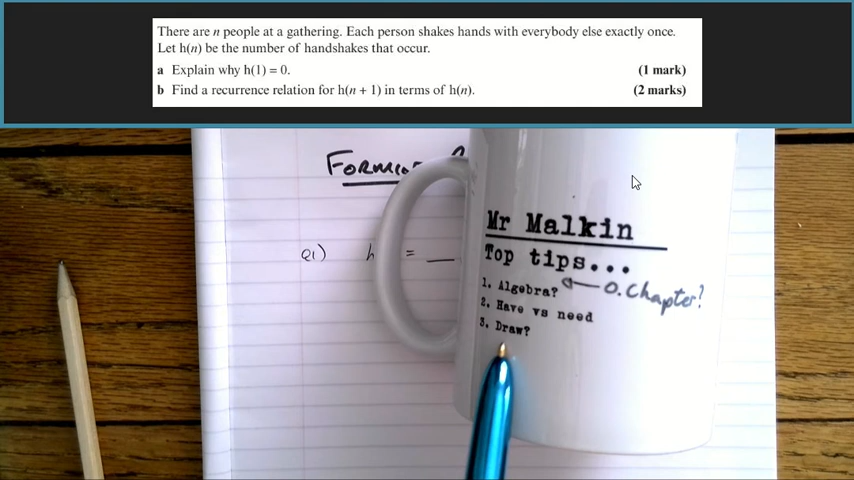 There are n people at a gathering. Each person shakes hands with everybody else exactly once.
Let h(n) be the number of handshakes that occur.
a Explain why h(1) = 0. (1 mark)
b Find a recurrence relation for h(n + 1) in terms of h(n). (2 marks)
Mr Malkin
Top tips...
1. Algebra? 0. Chapter?
2. Have vs need
3. Draw?
Q1) h = __